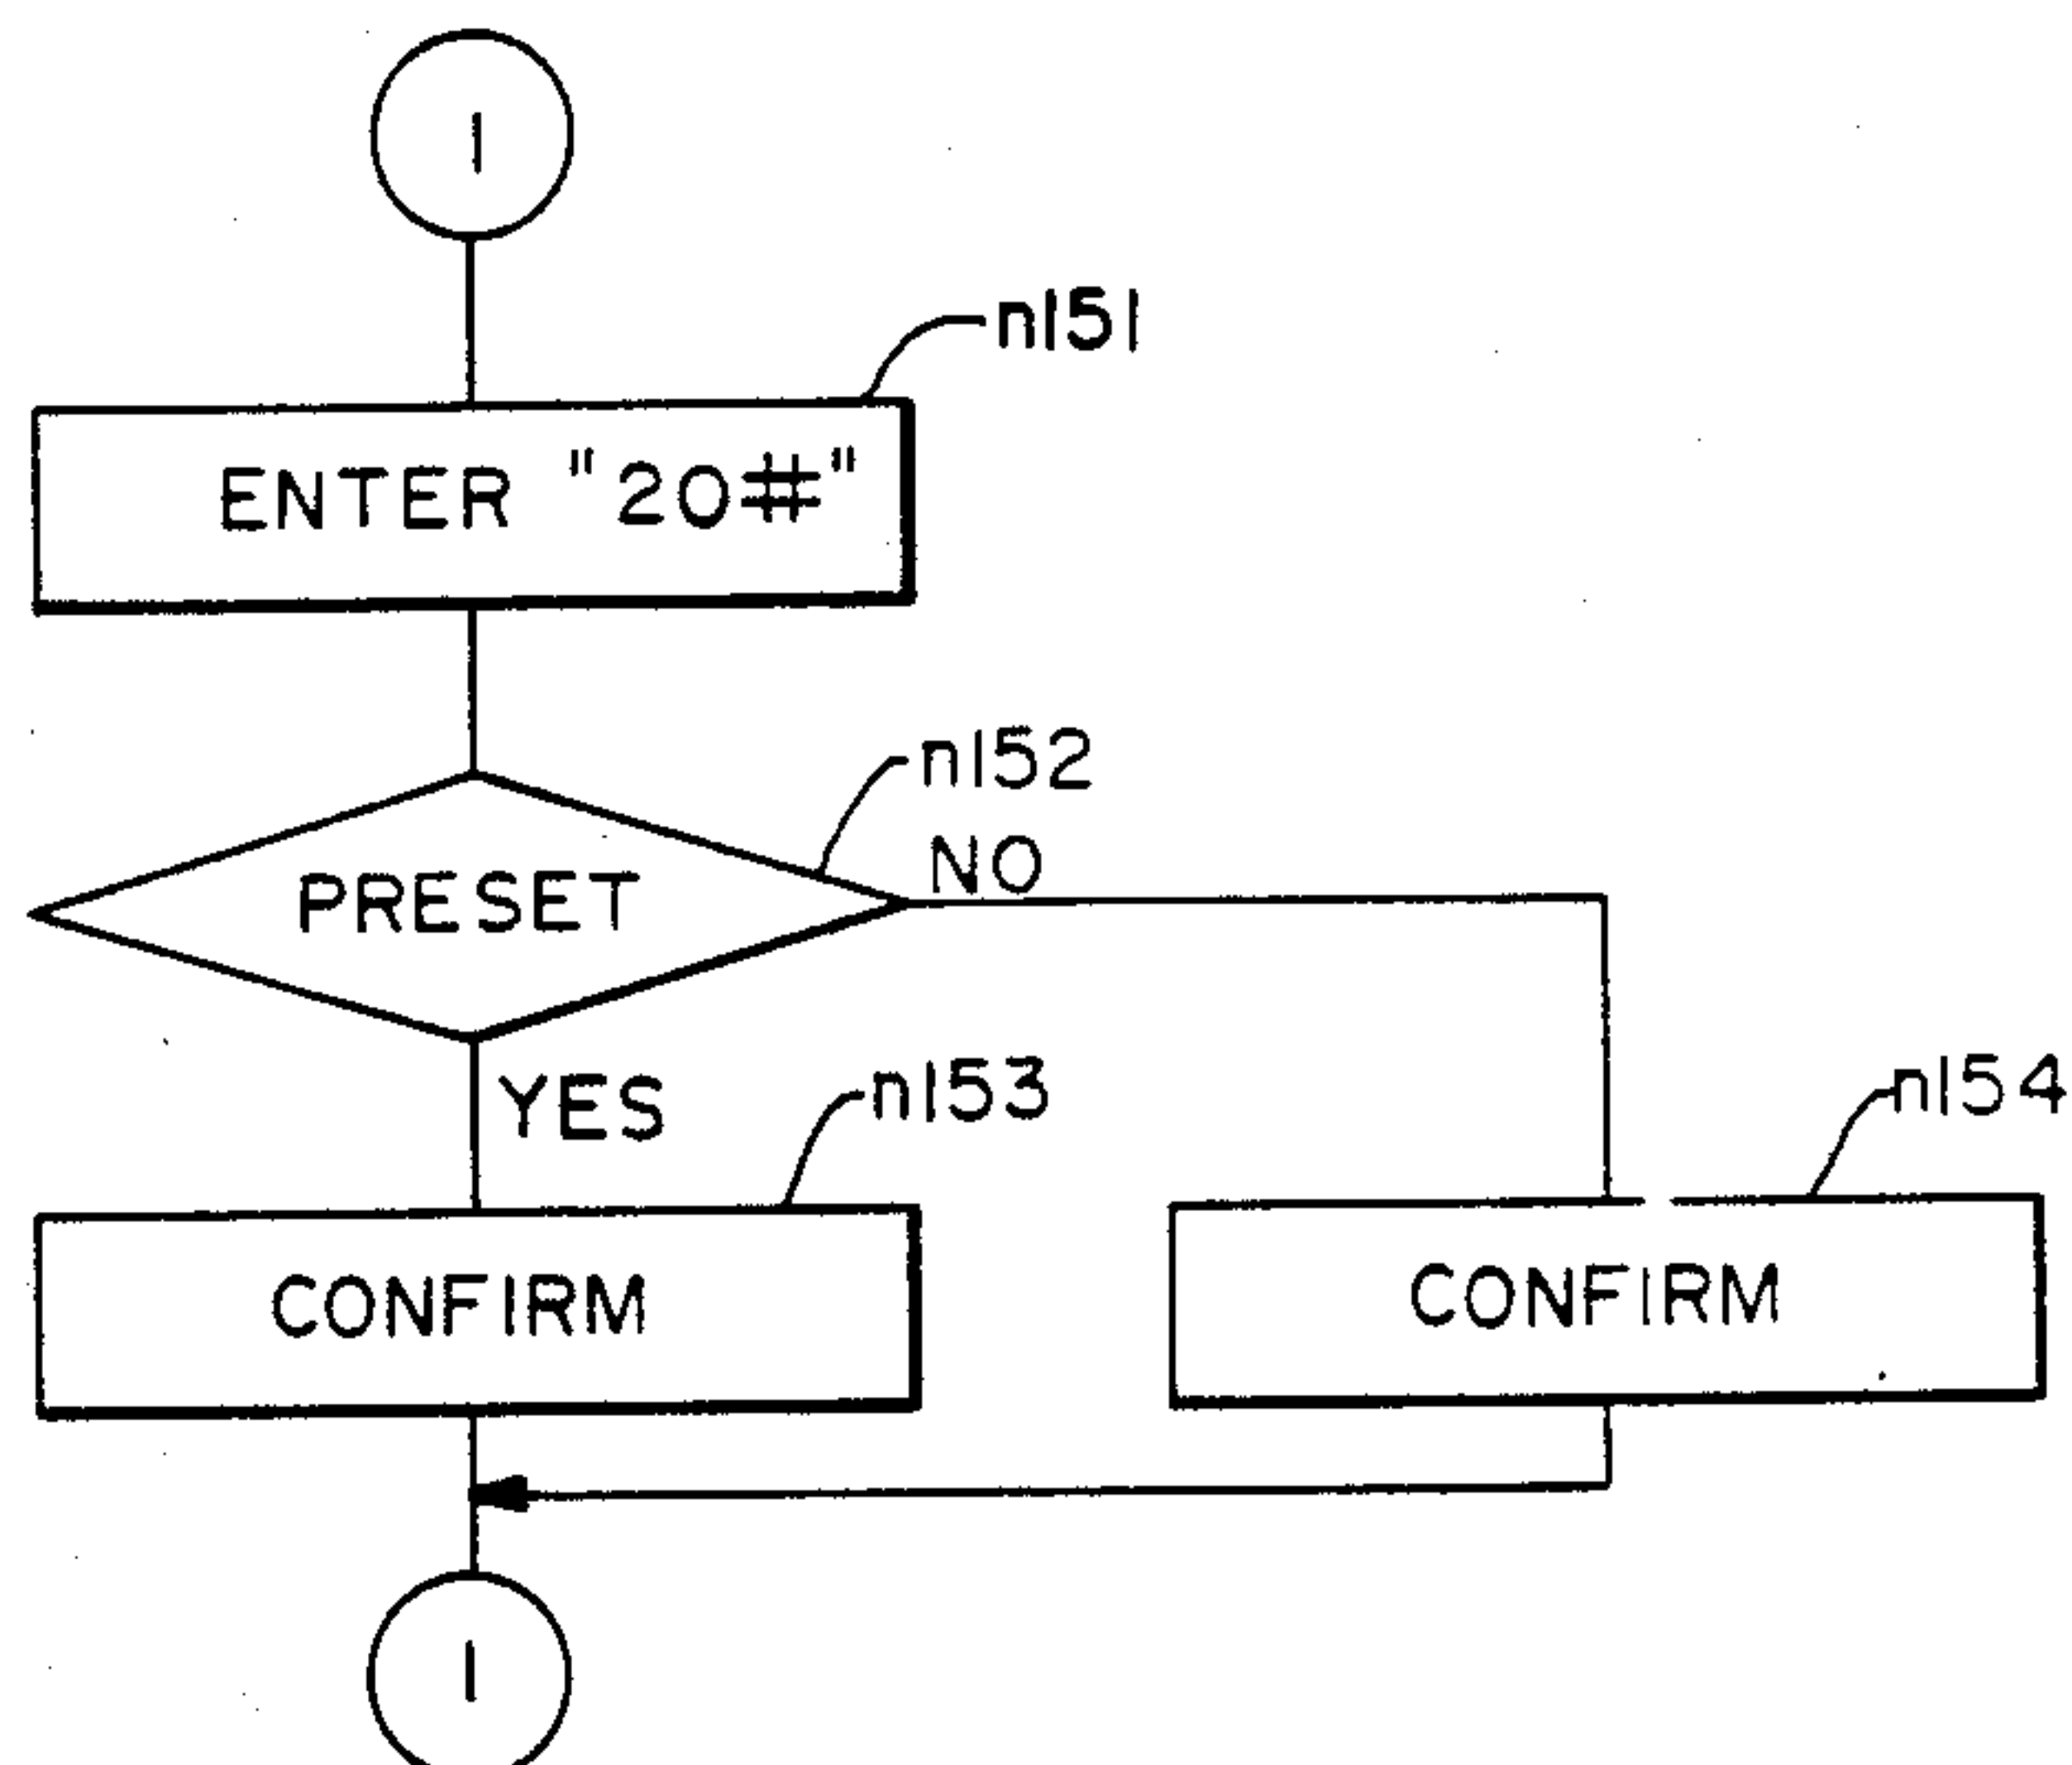 1
n151
ENTER "20#"
n152
PRESET
NO
YES
n153
n154
CONFIRM
CONFIRM
1